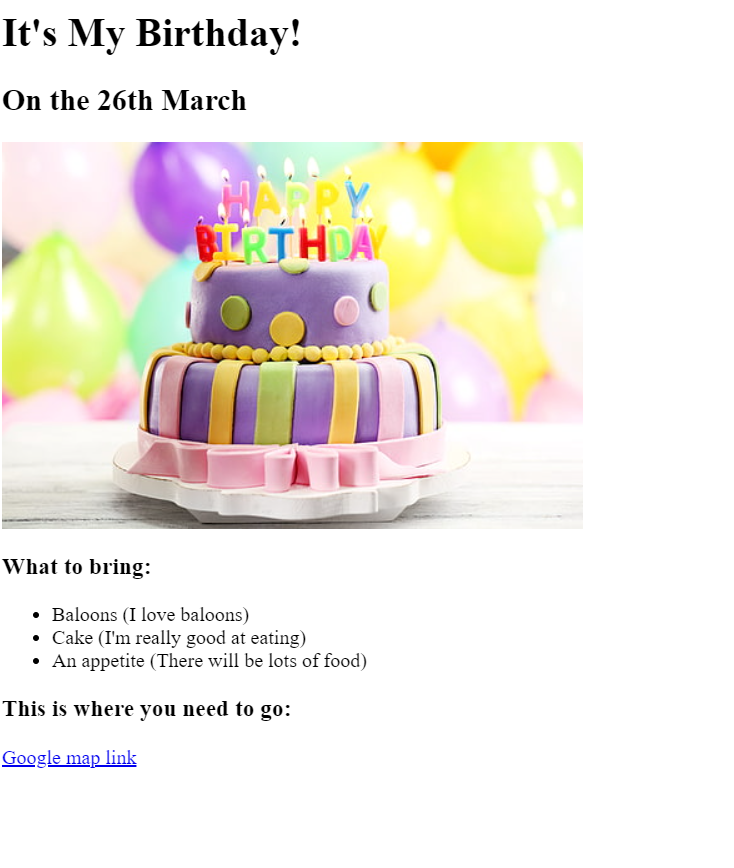 It's My Birthday!
On the 26th March
HAPPY
BIRTHDAY
What to bring:
Baloons (I love baloons)
Cake (I'm really good at eating)
An appetite (There will be lots of food)
This is where you need to go:
Google map link